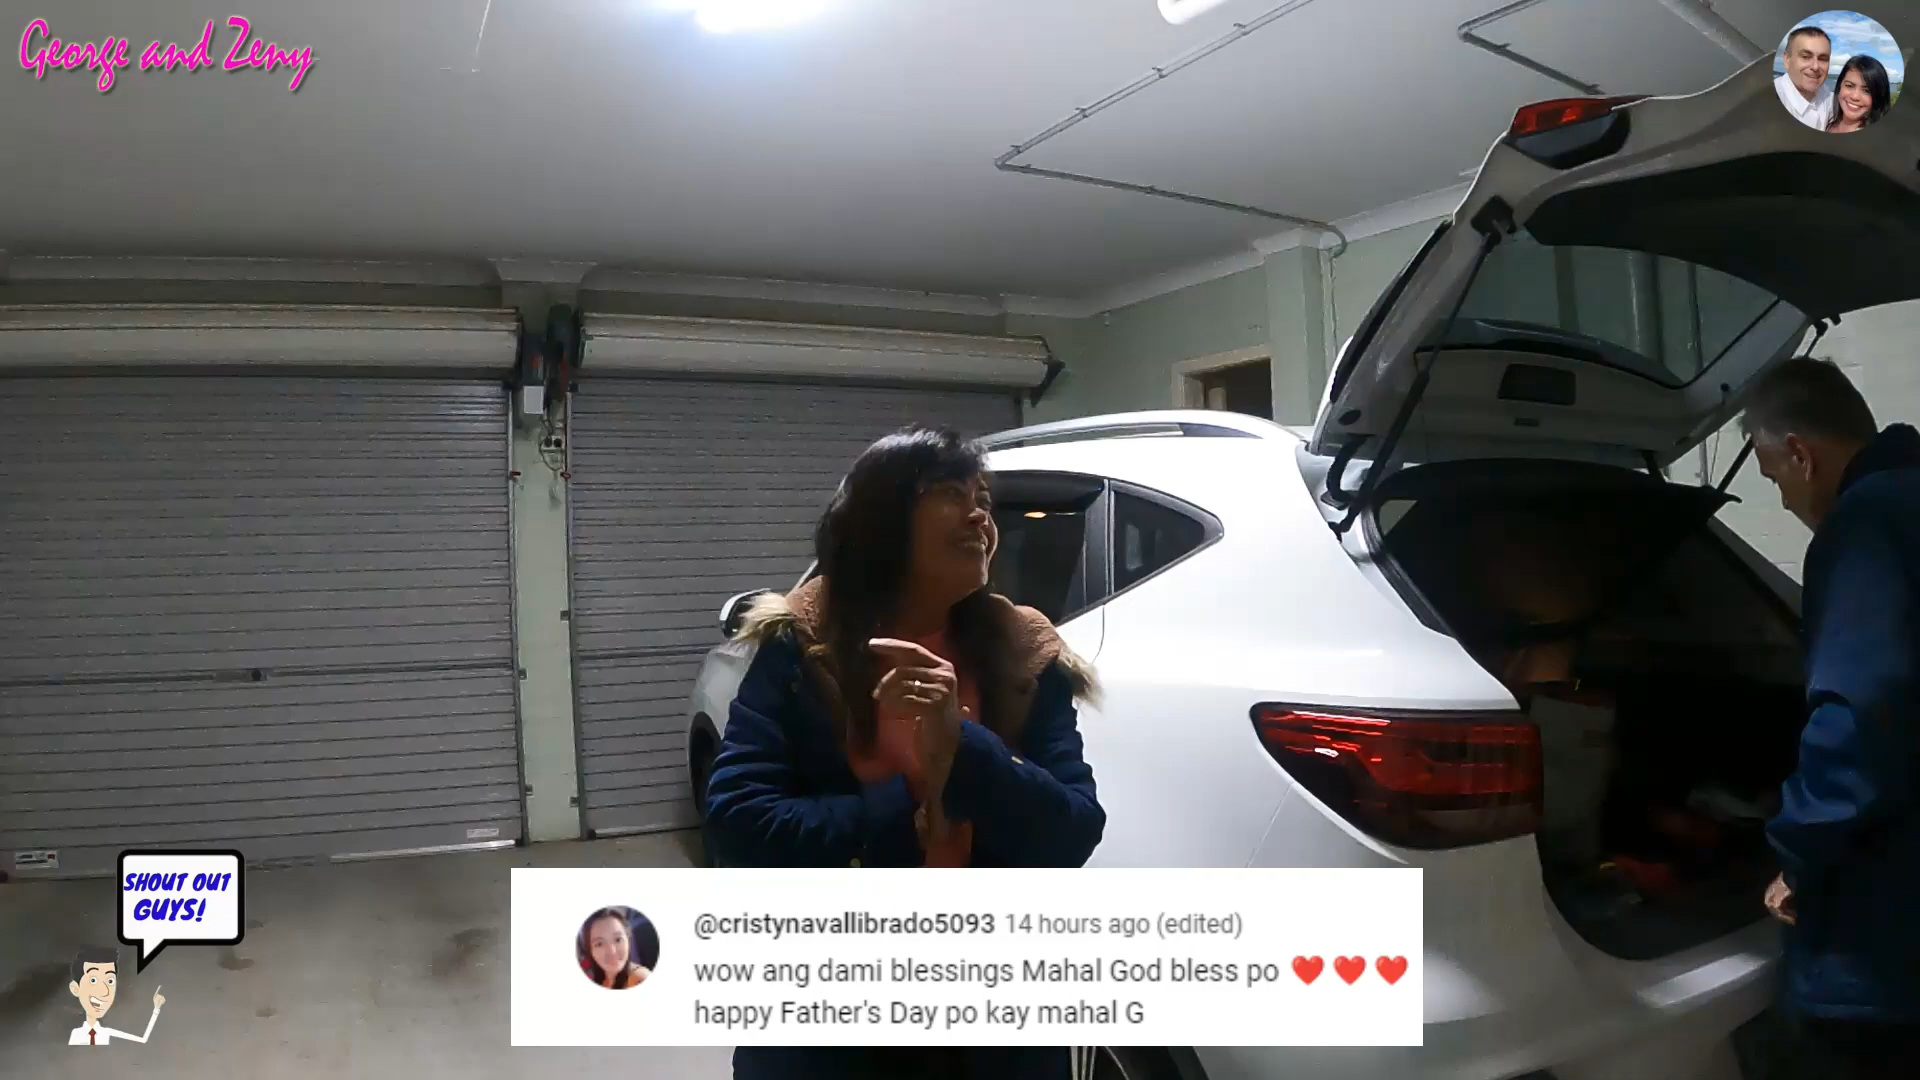 George and Zeny
SHOUT OUT
GUYS!
@cristynavallibrado5093 14 hours ago (edited)
wow ang dami blessings Mahal God bless po ❤️❤️❤️
happy Father's Day po kay mahal G